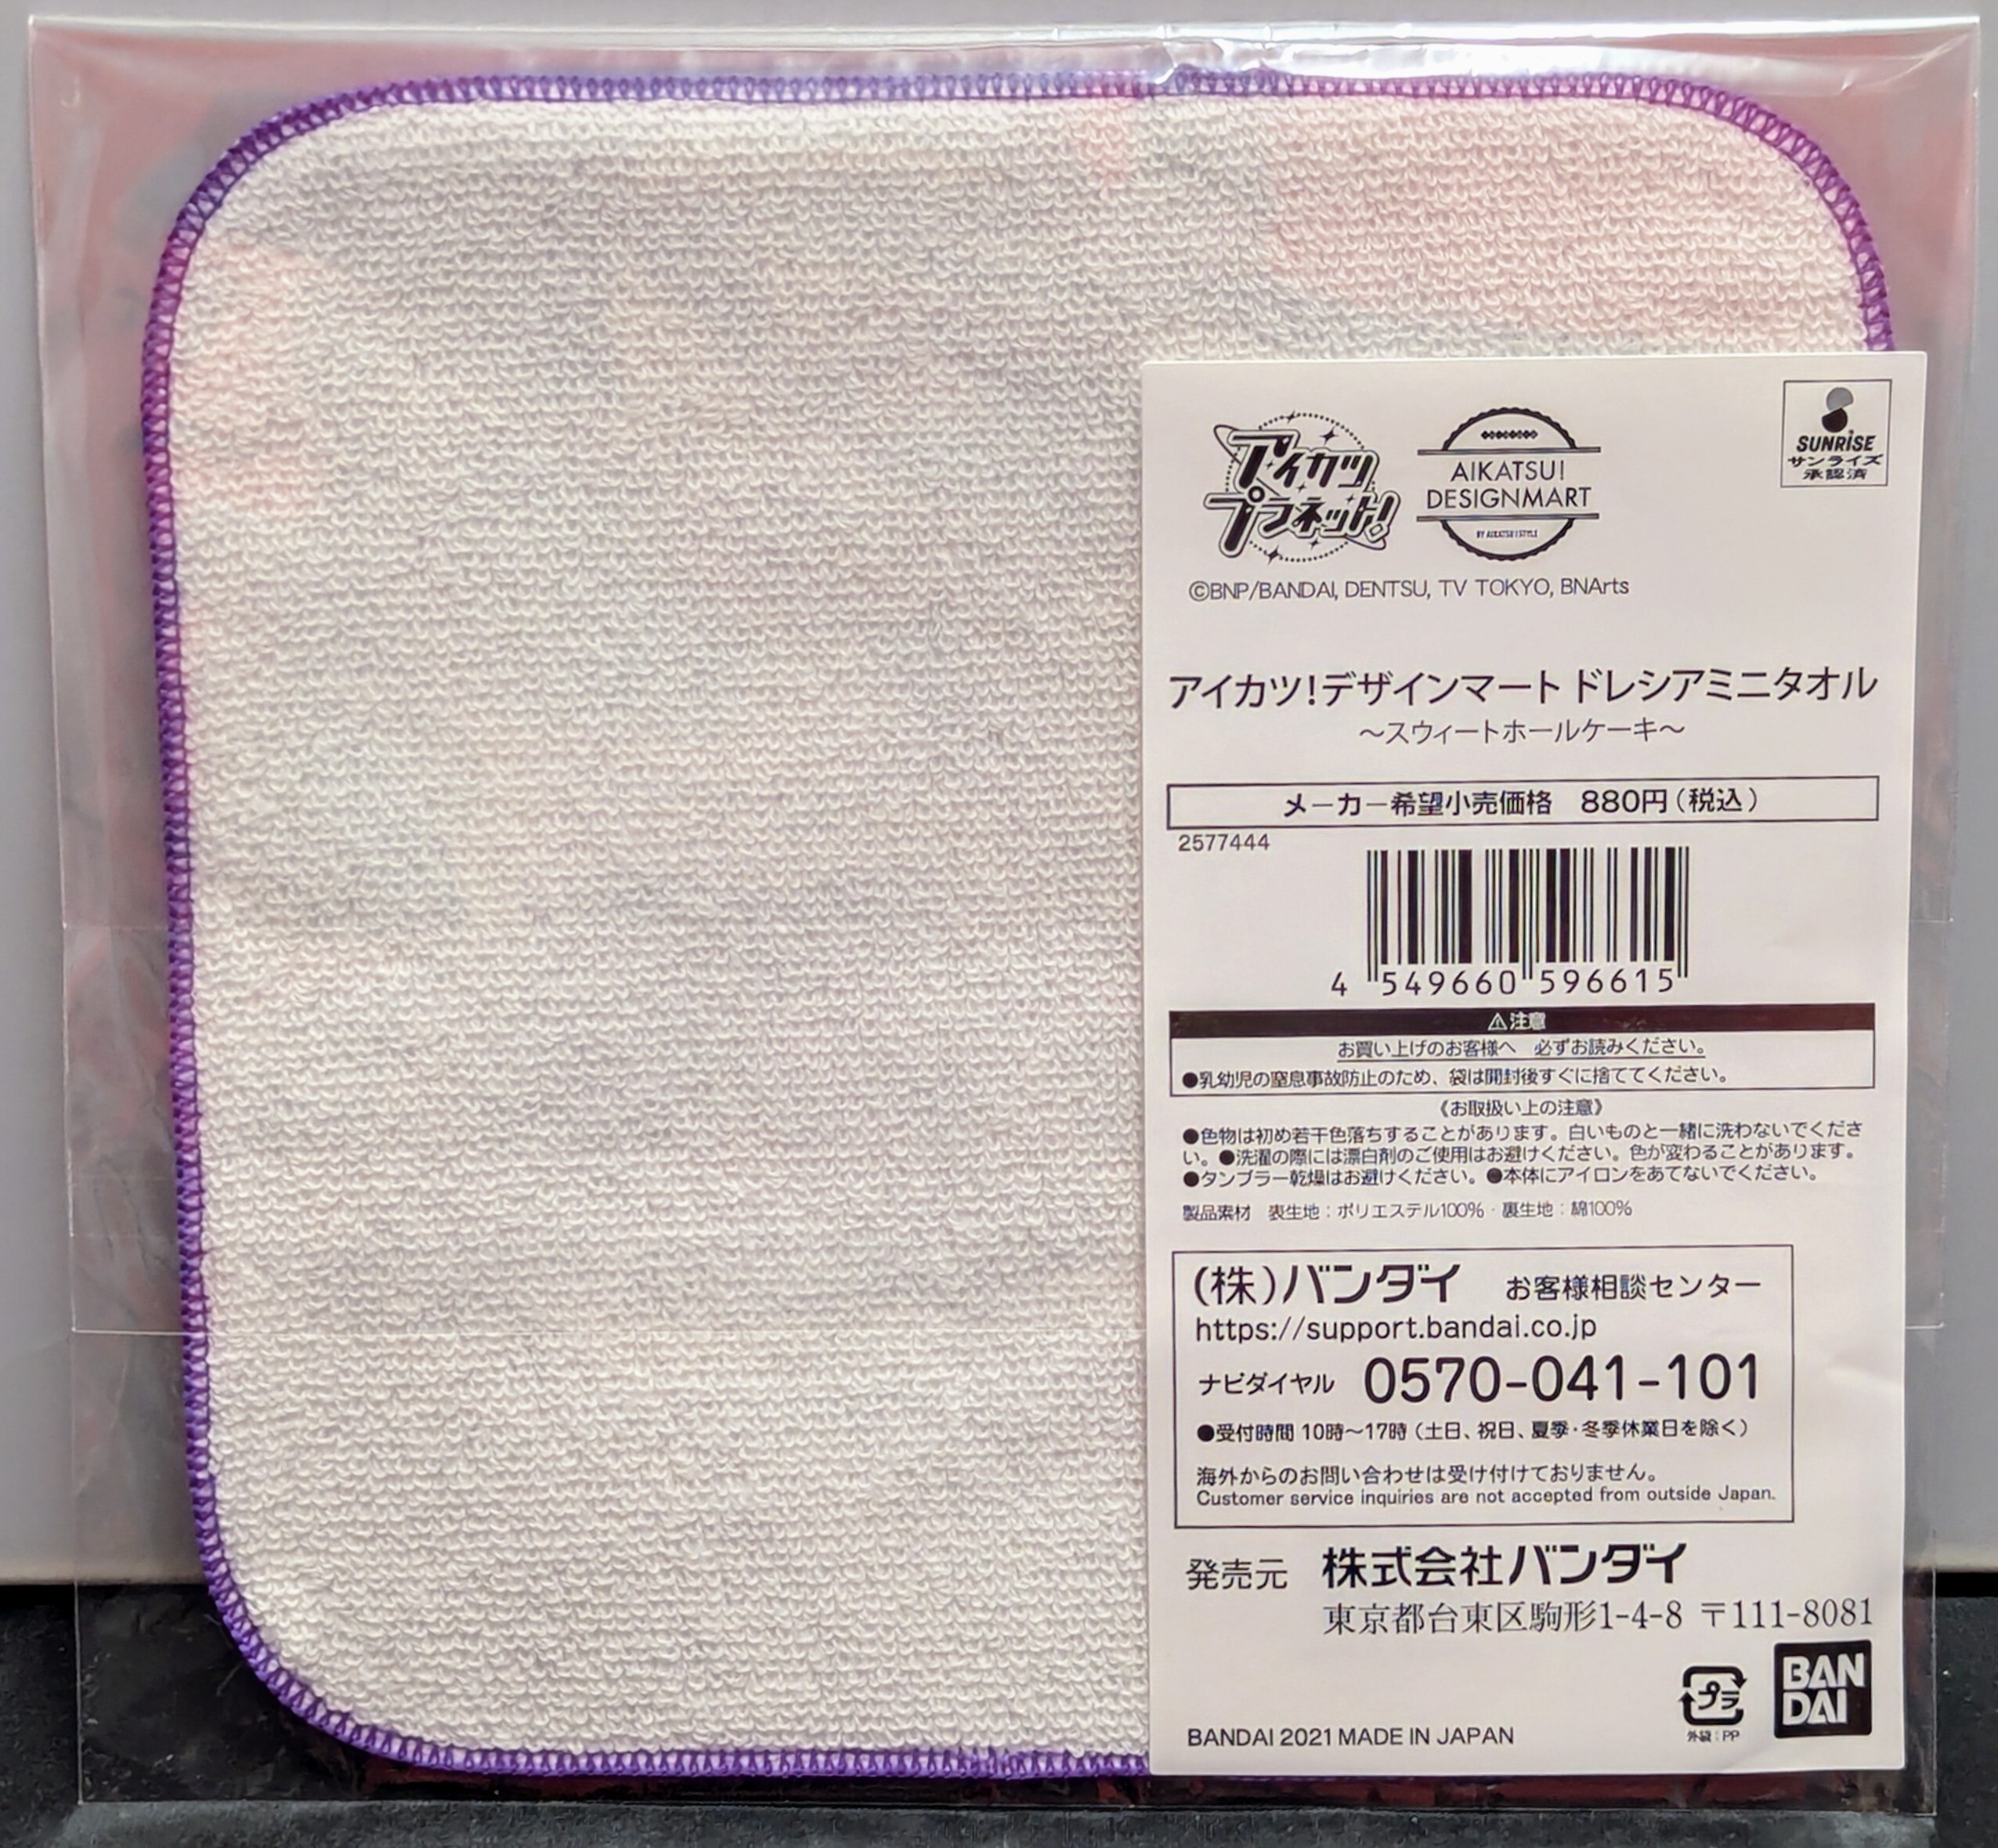 アイカツ
プラネット!
AIKATSU!
DESIGNMART
BY AIKATSU! STYLE
SUNRISE
サンライズ
承認済
©BNP/BANDAI, DENTSU, TV TOKYO, BNArts
アイカツ!デザインマート ドレシアミニタオル
～スウィートホールケーキ～
メーカー希望小売価格 880円(税込)
2577444
4 549660 596615
⚠注意
お買い上げのお客様へ 必ずお読みください。
●乳幼児の窒息事故防止のため、袋は開封後すぐに捨ててください。
《お取扱い上の注意》
●色物は初め若干色落ちすることがあります。白いものと一緒に洗わないでくださ
い。●洗濯の際には漂白剤のご使用はお避けください。色が変わることがあります。
●タンブラー乾燥はお避けください。●本体にアイロンをあてないでください。
製品素材 表生地:ポリエステル100%・裏生地:綿100%
(株)バンダイ お客様相談センター
https://support.bandai.co.jp
ナビダイヤル 0570-041-101
●受付時間 10時～17時(土日、祝日、夏季・冬季休業日を除く)
海外からのお問い合わせは受け付けておりません。
Customer service inquiries are not accepted from outside Japan.
発売元 株式会社バンダイ
東京都台東区駒形1-4-8 〒111-8081
プラ
外袋:PP
BAN
DAI
BANDAI 2021 MADE IN JAPAN